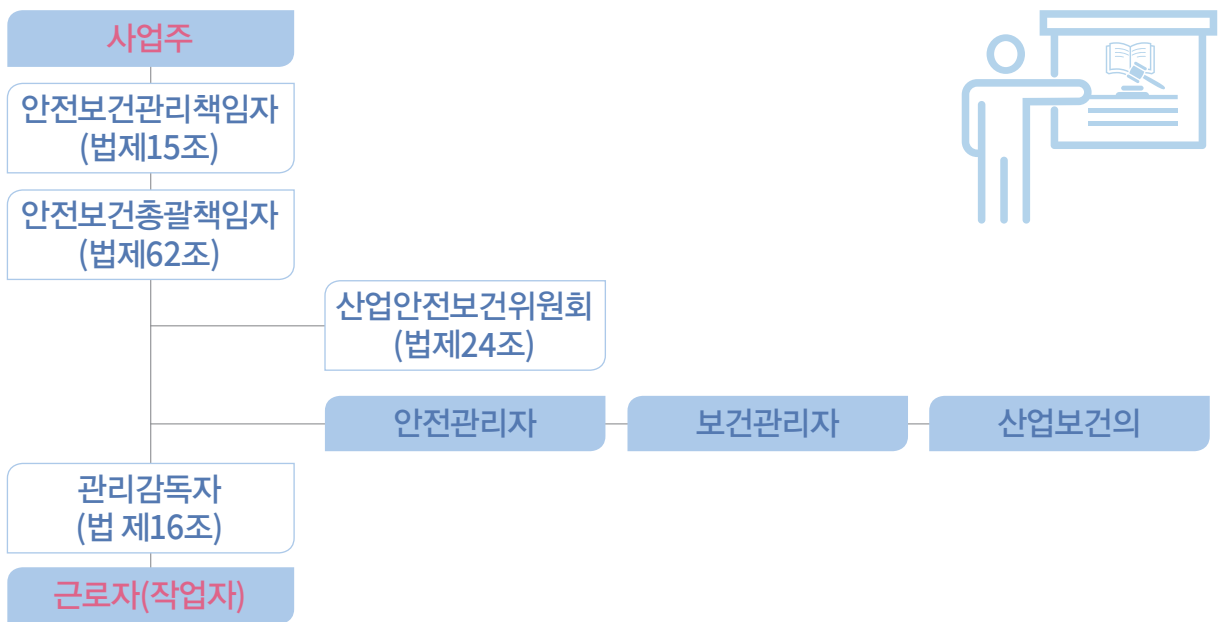 사업주
안전보건관리책임자
(법제15조)
안전보건총괄책임자
(법제62조)
산업안전보건위원회
(법제24조)
안전관리자
보건관리자
산업보건의
관리감독자
(법 제16조)
근로자(작업자)